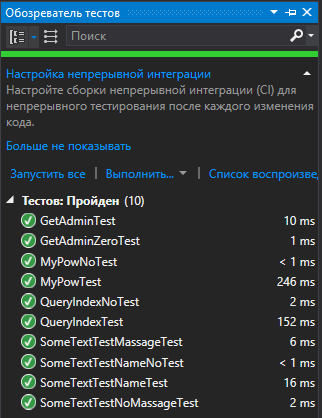 Обозреватель тестов
Поиск
Настройка непрерывной интеграции
Настройте сборки непрерывной интеграции (CI) для
непрерывного тестирования после каждого изменения
кода.
Больше не показывать
Запустить все | Выполнить... | Список воспроизвед
Тестов: Пройден (10)
GetAdminTest 10 ms
GetAdminZeroTest 1 ms
MyPowNoTest < 1 ms
MyPowTest 246 ms
QueryIndexNoTest 2 ms
QueryIndexTest 152 ms
SomeTextTestMassageTest 6 ms
SomeTextTestNameNoTest < 1 ms
SomeTextTestNameTest 16 ms
SomeTextTestNoMassageTest 2 ms